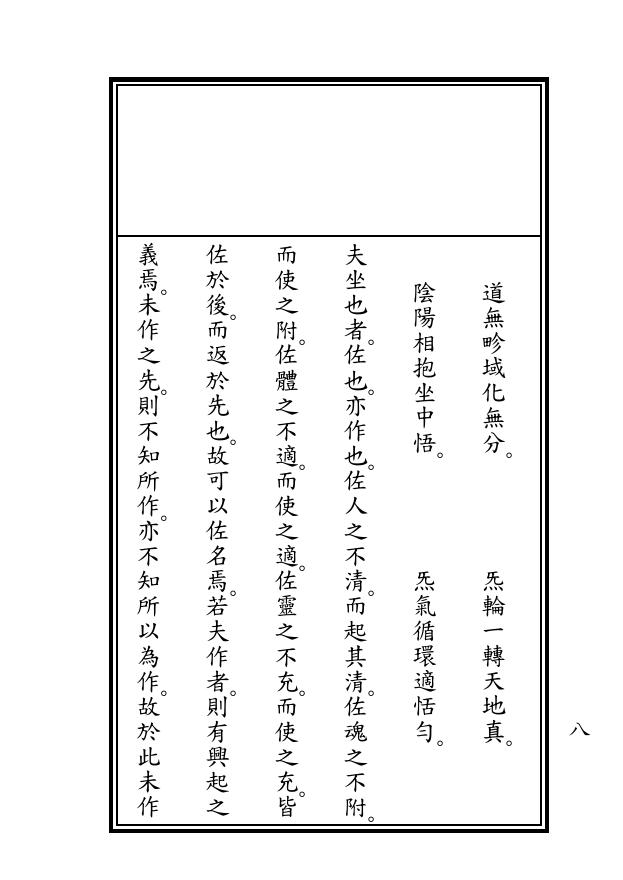 道無畛域化無分。　炁輪一轉天地真。
陰陽相抱坐中悟。　炁氣循環適恬勻。
夫坐也者。佐也。亦作也。佐人之不清。而起其清。佐魂之不附。
而使之附。佐體之不適。而使之適。佐靈之不充。而使之充。皆
佐於後。而返於先也。故可以佐名焉。若夫作者。則有興起之
義焉。未作之先。則不知所作。亦不知所以為作。故於此未作
八